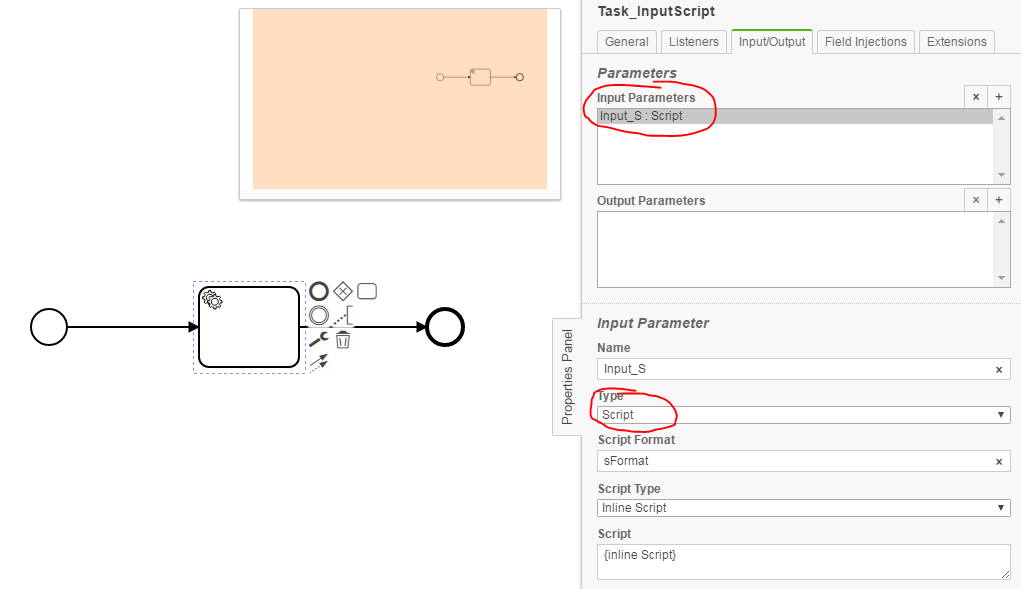 Task_InputScript
General Listeners Input/Output Field Injections Extensions
Parameters
Input Parameters × +
Input_S : Script
Output Parameters × +
Properties Panel
Input Parameter
Name
Input_S ×
Type
Script
Script Format
sFormat ×
Script Type
Inline Script
Script
{inline Script}